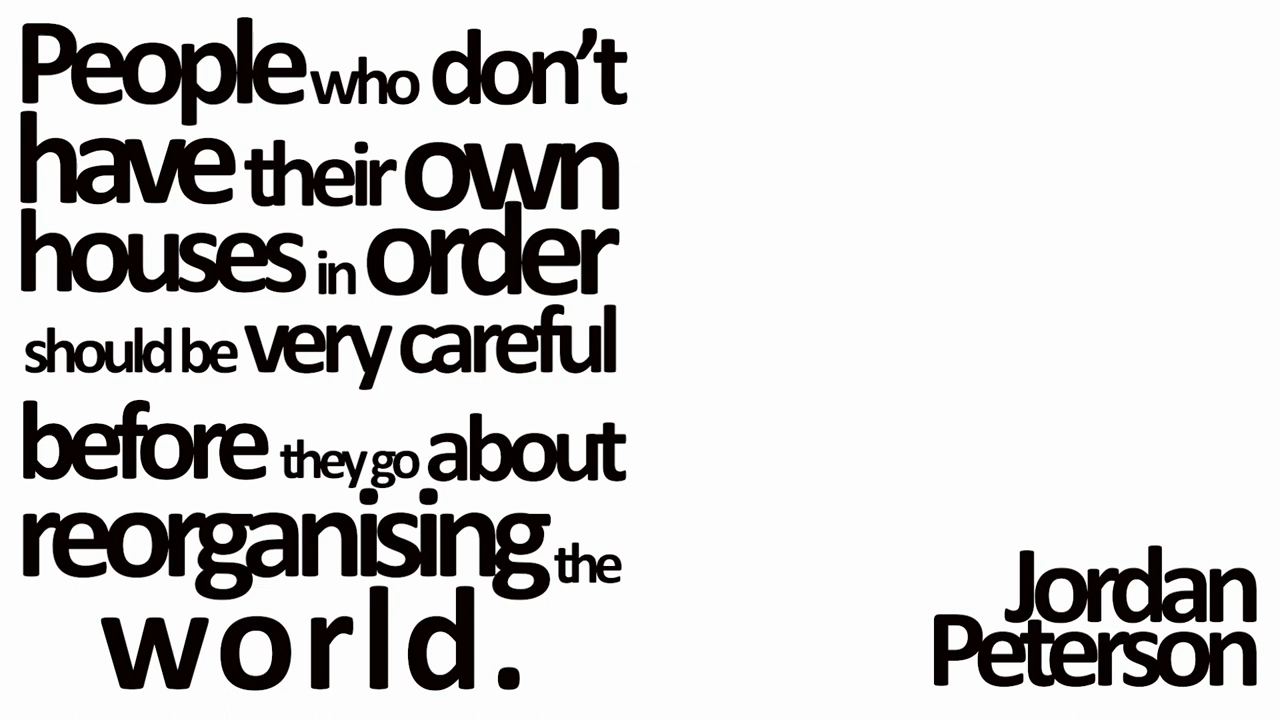 People who don’t
have their own
houses in order
should be very careful
before they go about
reorganising the
world.
Jordan
Peterson